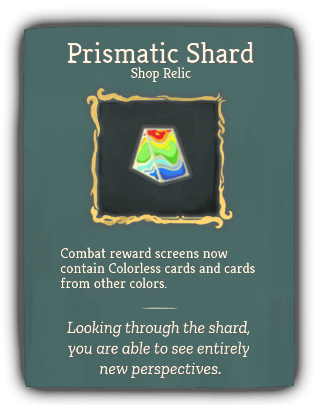 Prismatic Shard
Shop Relic
Combat reward screens now
contain Colorless cards and cards
from other colors.
Looking through the shard,
you are able to see entirely
new perspectives.